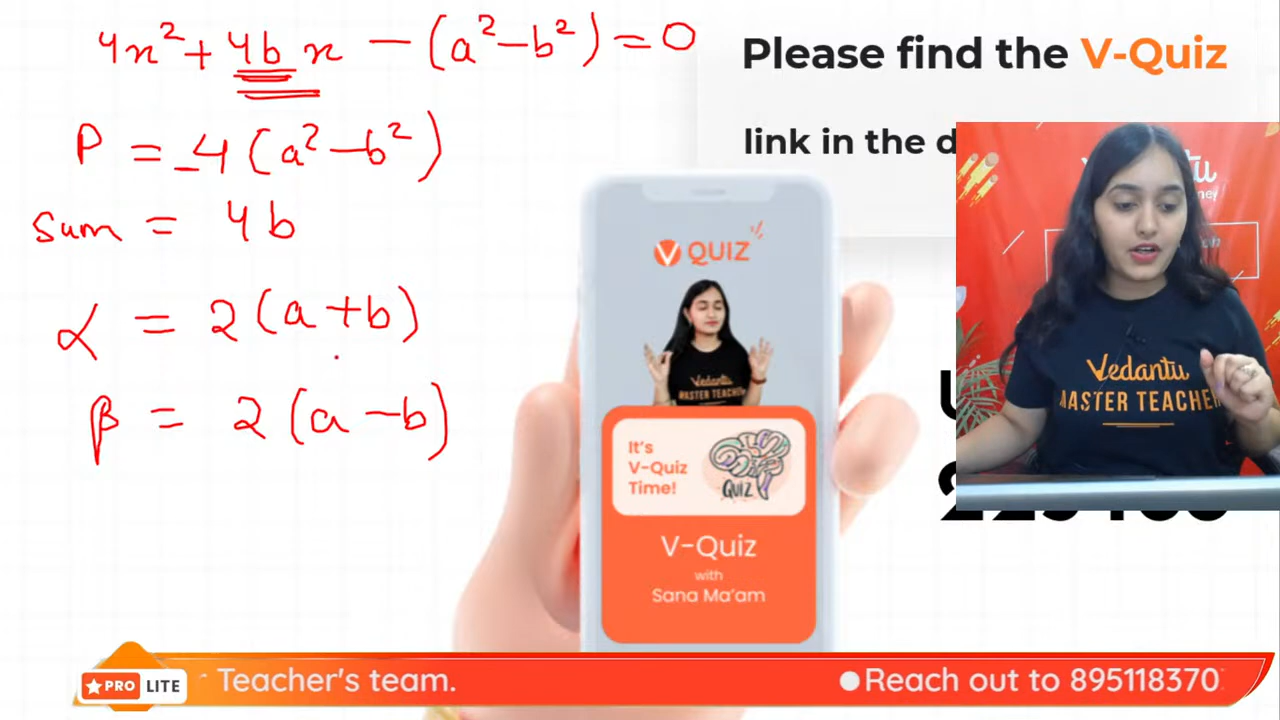 4x² + 4b x - (a² - b²) = 0
P = -4 (a² - b²)
Sum = 4b
α = 2 (a + b)
β = 2 (a - b)
Please find the V-Quiz
link in the d
V QUIZ
Vedantu
MASTER TEACHER
It's
V-Quiz
Time!
QUIZ
V-Quiz
with
Sana Ma'am
Vedantu
MASTER TEACHER
PRO LITE
Teacher's team.
Reach out to 895118370